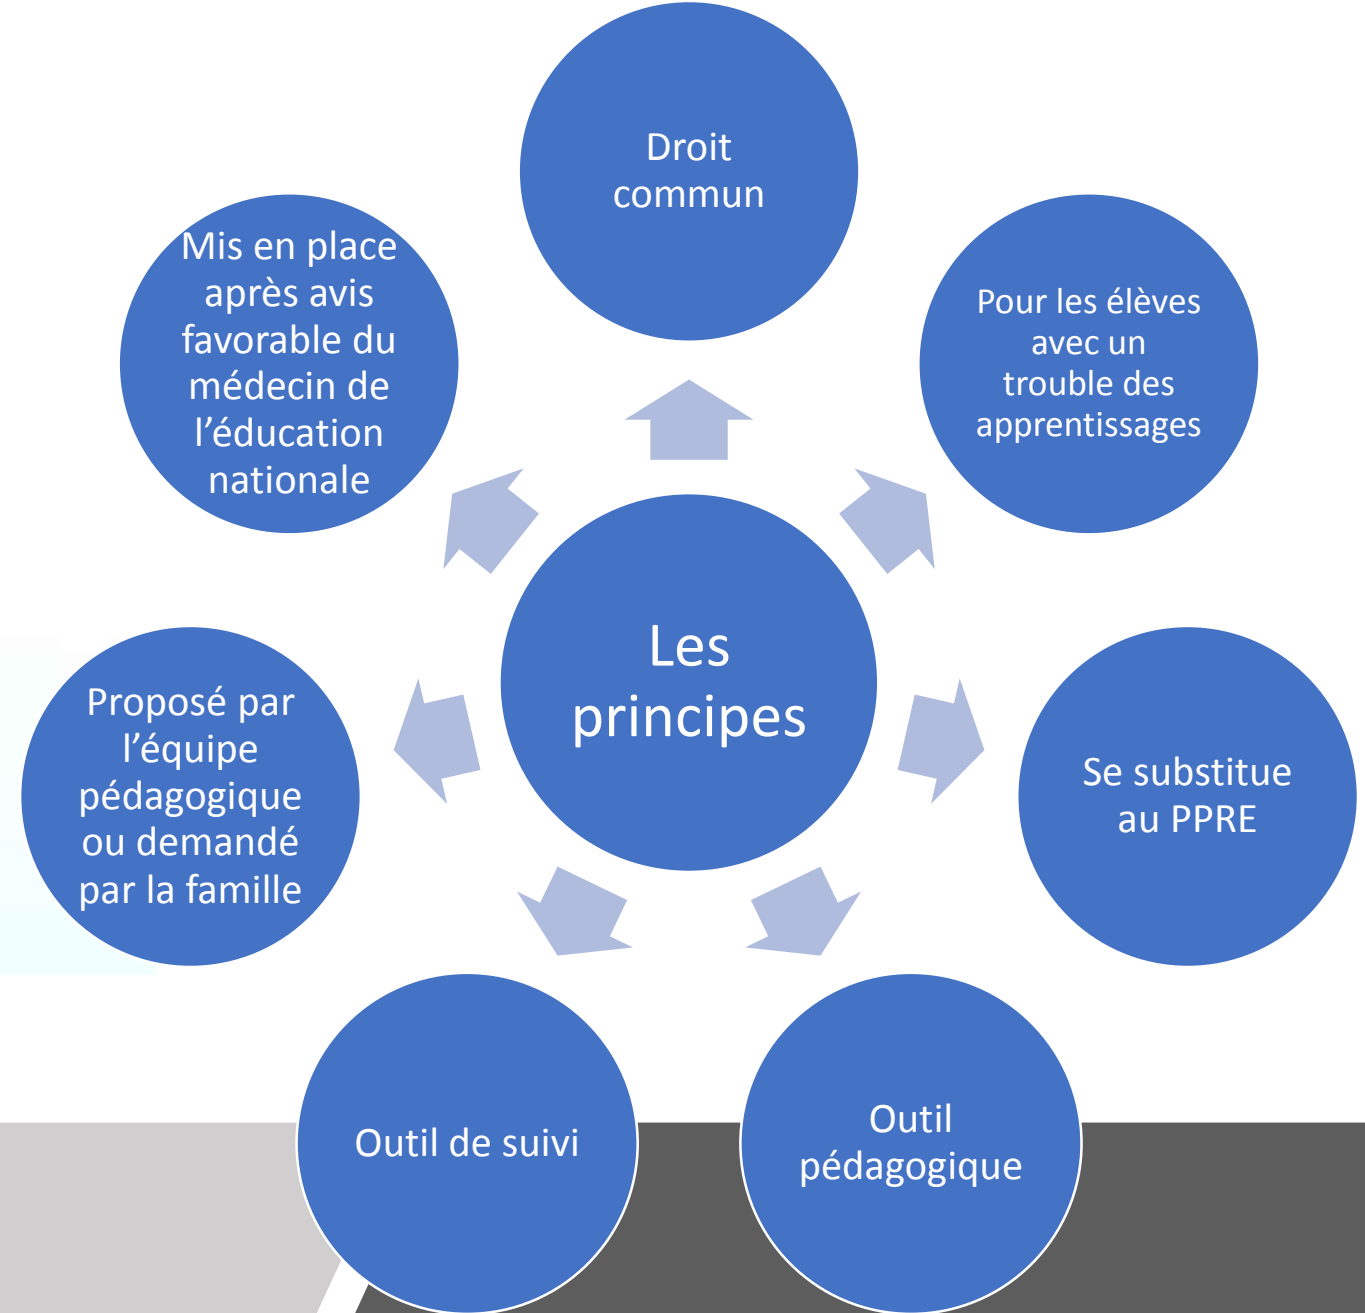 Droit
commun
Pour les élèves
avec un
trouble des
apprentissages
Se substitue
au PPRE
Outil
pédagogique
Outil de suivi
Proposé par
l’équipe
pédagogique
ou demandé
par la famille
Mis en place
après avis
favorable du
médecin de
l’éducation
nationale
Les
principes